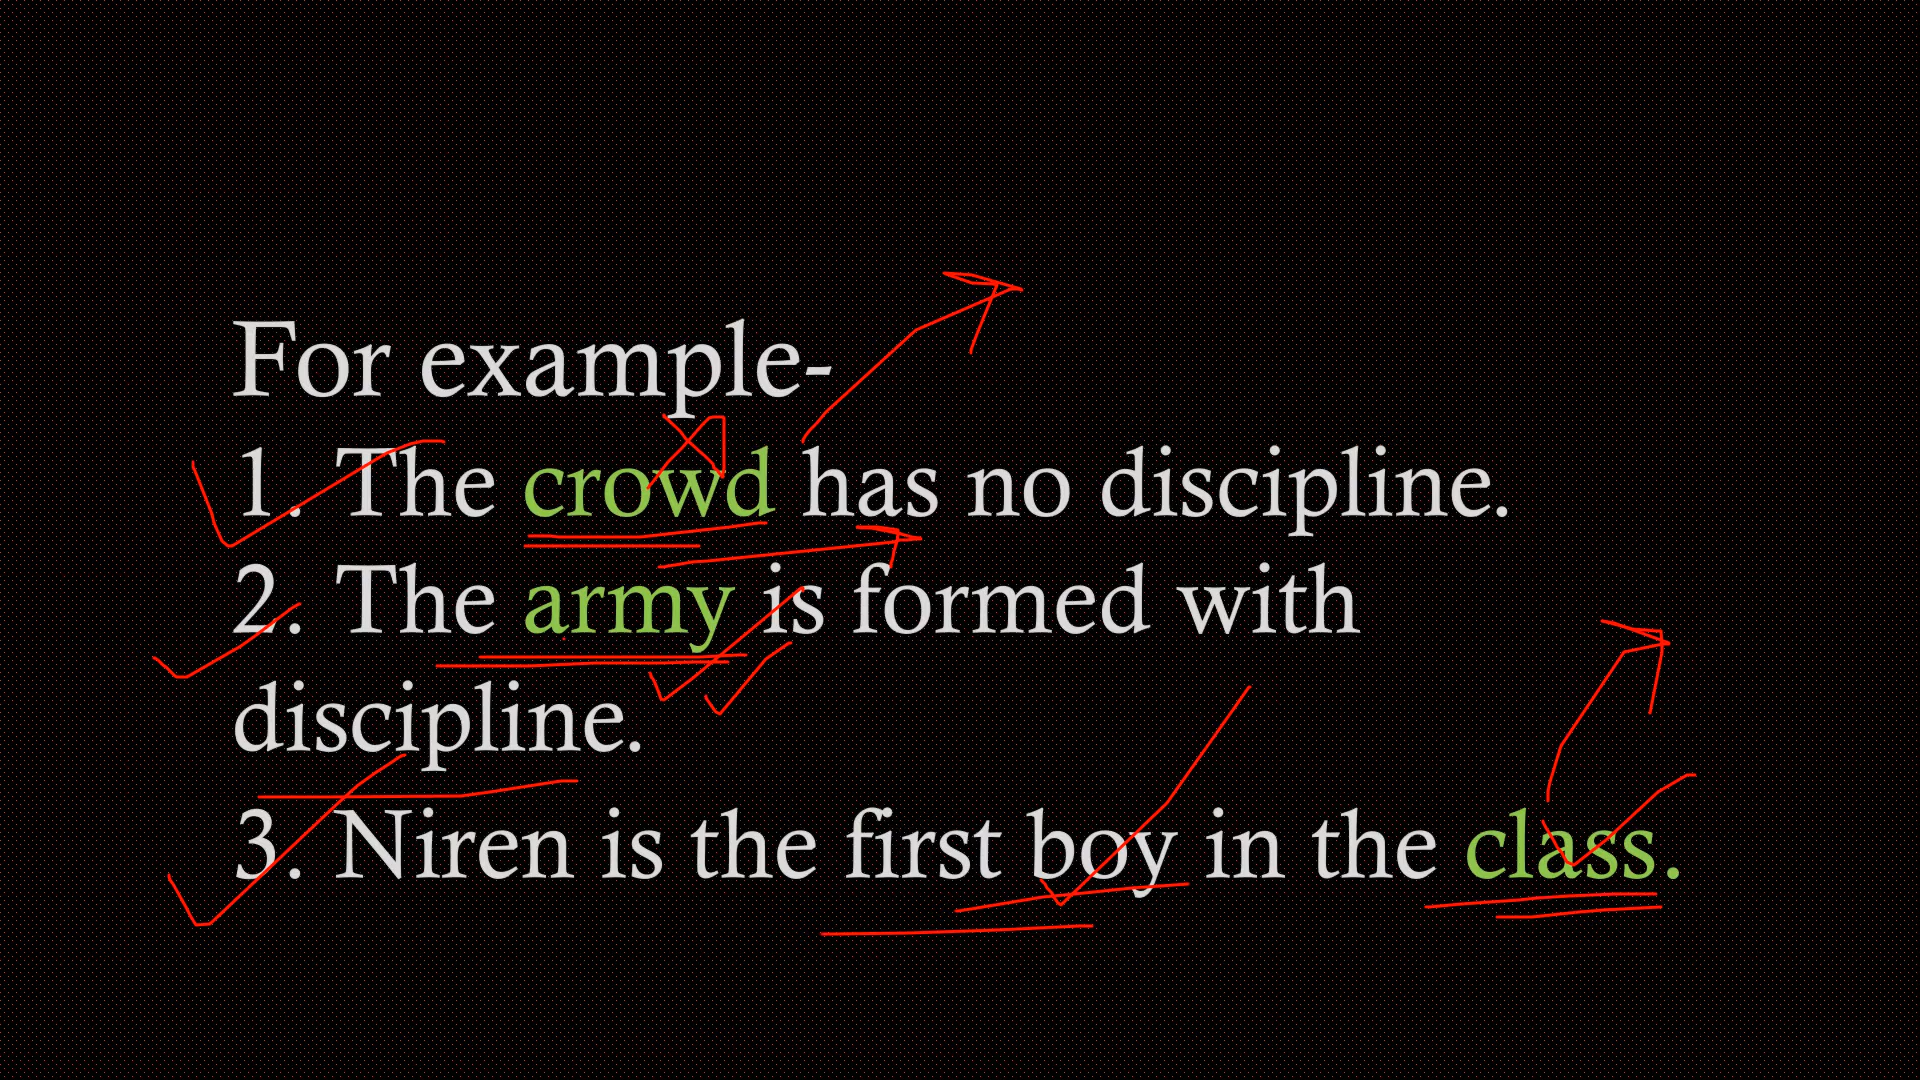 For example-
1. The crowd has no discipline.
2. The army is formed with
discipline.
3. Niren is the first boy in the class.